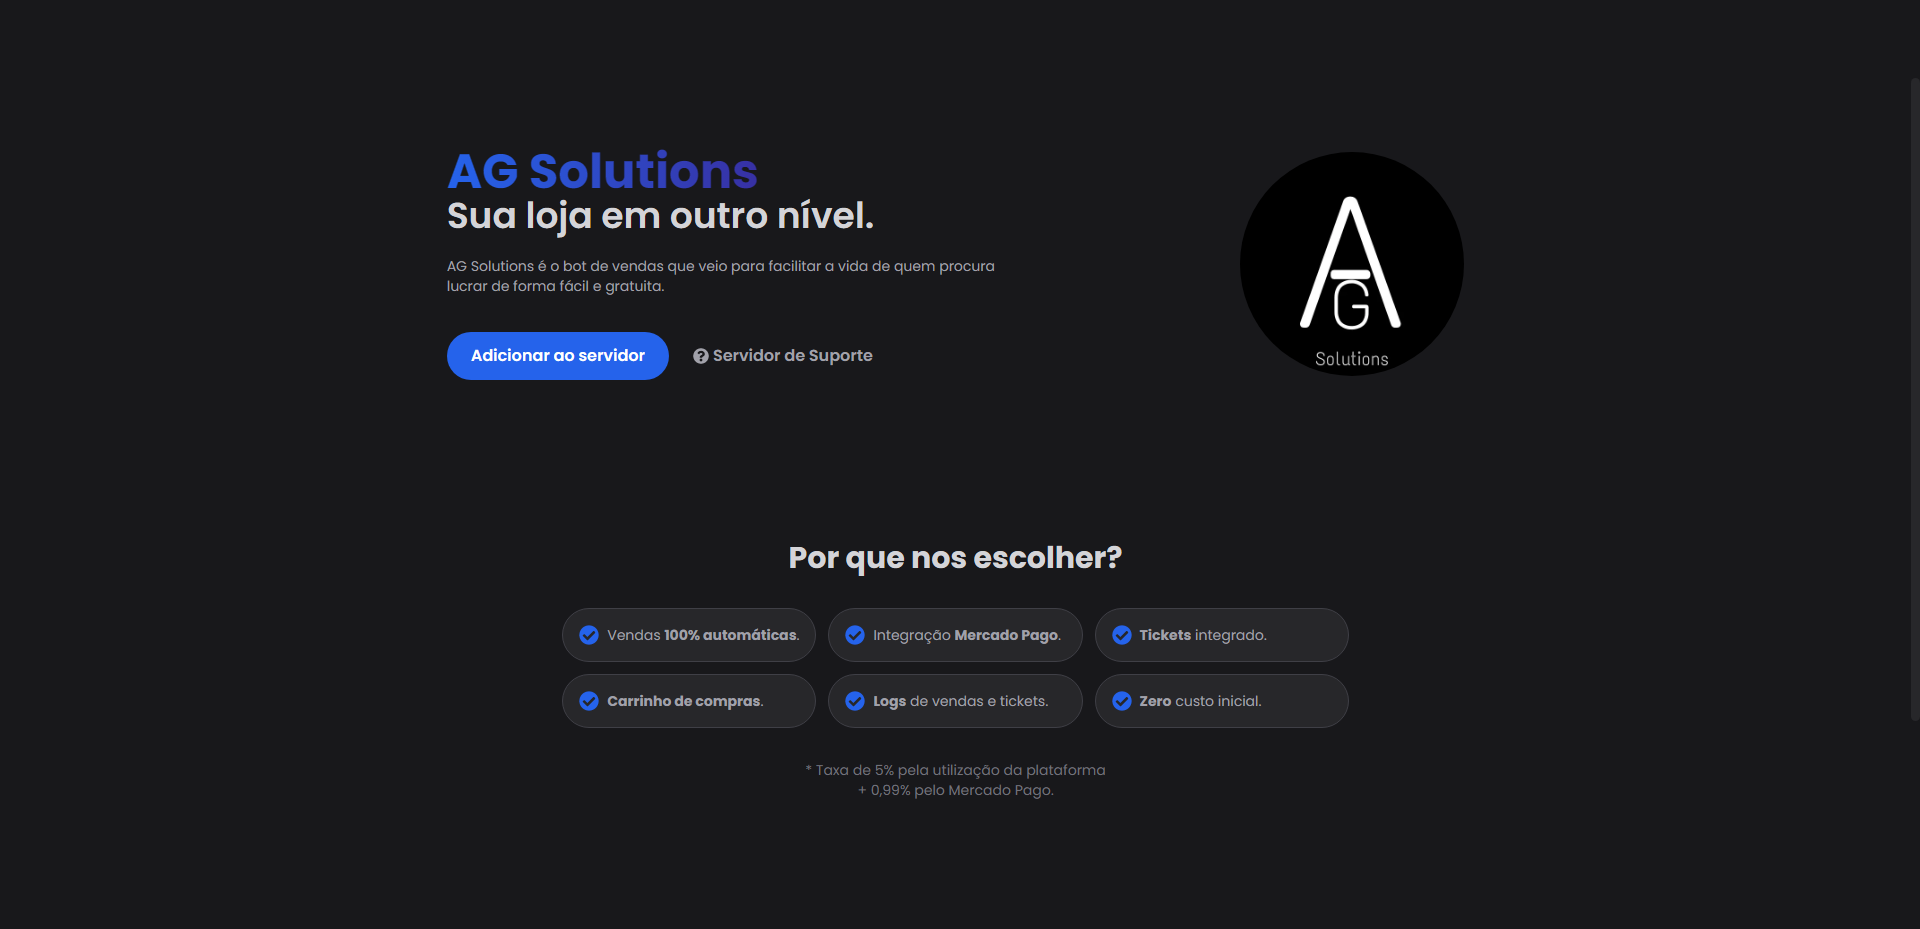 AG Solutions
Sua loja em outro nível.
AG Solutions é o bot de vendas que veio para facilitar a vida de quem procura
lucrar de forma fácil e gratuita.
Adicionar ao servidor
? Servidor de Suporte
AG
Solutions
Por que nos escolher?
Vendas 100% automáticas.
Integração Mercado Pago.
Tickets integrado.
Carrinho de compras.
Logs de vendas e tickets.
Zero custo inicial.
* Taxa de 5% pela utilização da plataforma
+ 0,99% pelo Mercado Pago.